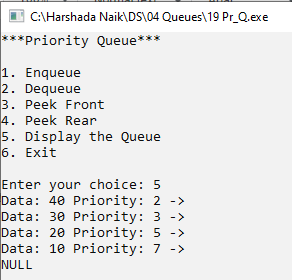 C:\Harshada Naik\DS\04 Queues\19 Pr_Q.exe
***Priority Queue***
1. Enqueue
2. Dequeue
3. Peek Front
4. Peek Rear
5. Display the Queue
6. Exit
Enter your choice: 5
Data: 40 Priority: 2 ->
Data: 30 Priority: 3 ->
Data: 20 Priority: 5 ->
Data: 10 Priority: 7 ->
NULL